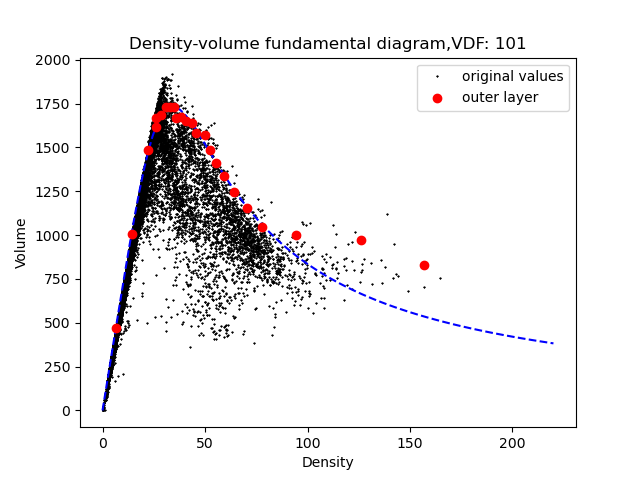 Density-volume fundamental diagram,VDF: 101
original values
outer layer
2000
1750
1500
1250
1000
750
500
250
0
Volume
0 50 100 150 200
Density